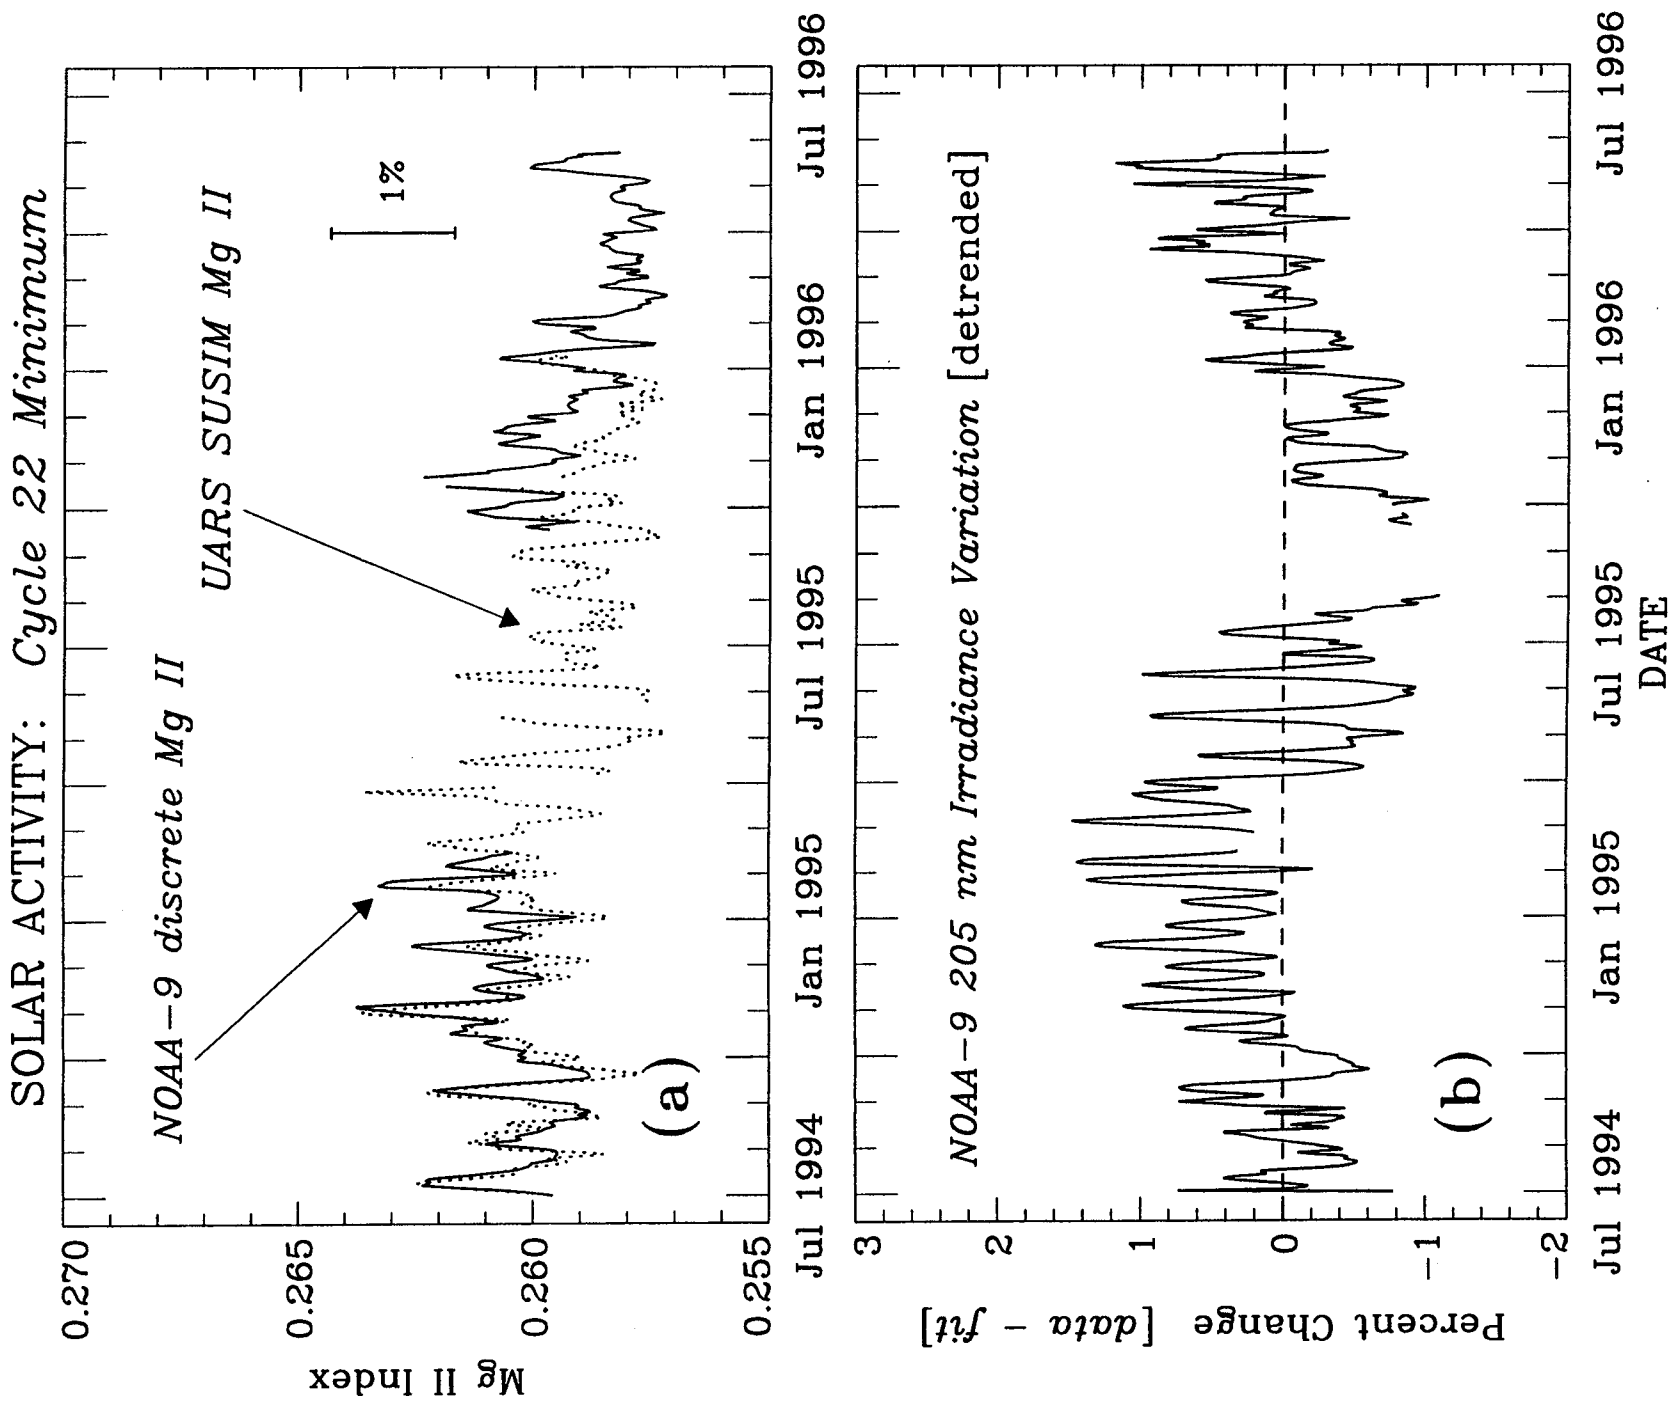 SOLAR ACTIVITY: Cycle 22 Minimum
0.270
0.265
0.260
0.255
Mg II Index
NOAA-9 discrete Mg II
UARS SUSIM Mg II
1%
(a)
Jul 1994 Jan 1995 Jul 1995 Jan 1996 Jul 1996
3
2
1
0
-1
-2
Percent Change [data - fit]
NOAA-9 205 nm Irradiance Variation [detrended]
(b)
Jul 1994 Jan 1995 Jul 1995 Jan 1996 Jul 1996
DATE